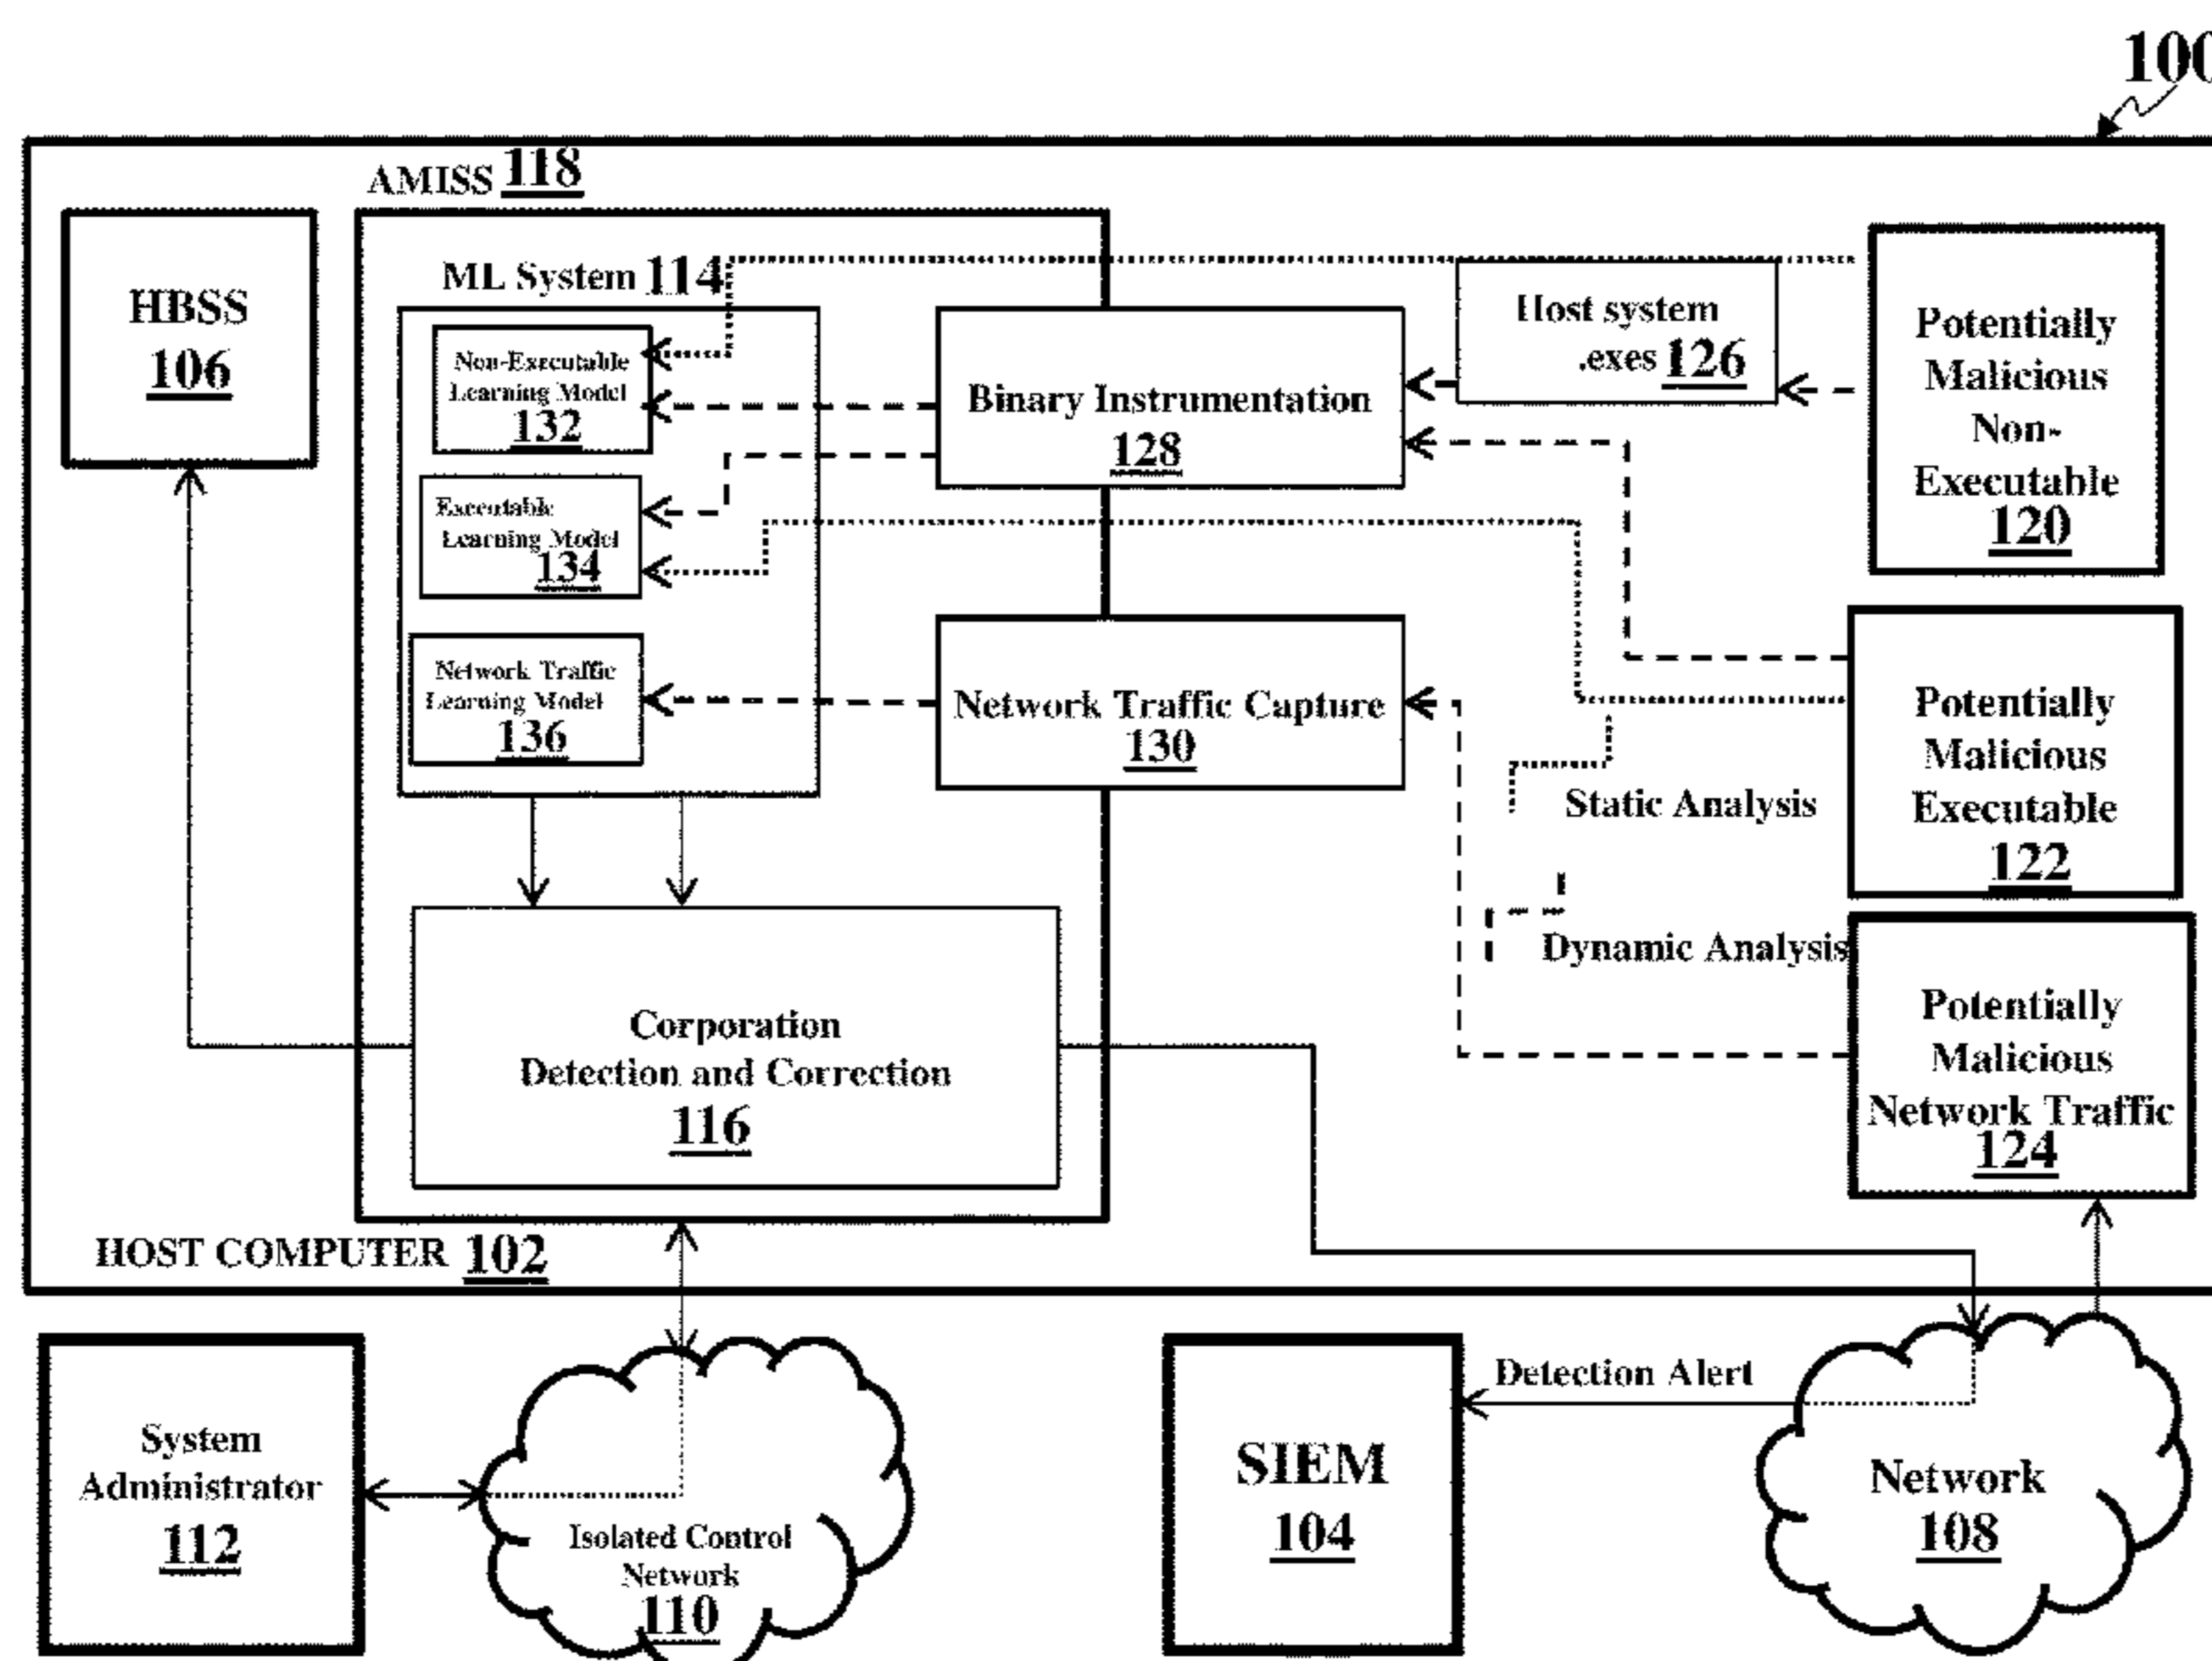 100
AMISS 118
HBSS
106
ML System 114
Non-Executable
Learning Model
132
Executable
Learning Model
134
Network Traffic
Learning Model
136
Binary Instrumentation
128
Network Traffic Capture
130
Host system
.exes 126
Potentially
Malicious
Non-
Executable
120
Potentially
Malicious
Executable
122
Static Analysis
Dynamic Analysis
Potentially
Malicious
Network Traffic
124
Corporation
Detection and Correction
116
HOST COMPUTER 102
System
Administrator
112
Isolated Control
Network
110
SIEM
104
Detection Alert
Network
108